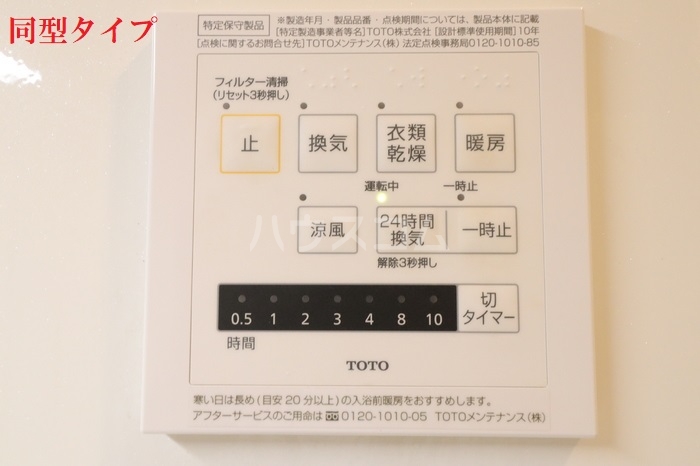 同型タイプ
特定保守製品
※製造年月・製品品番・点検期間については、製品本体に記載
[特定製造事業者等名]TOTO株式会社 [設計標準使用期間]10年
[点検に関するお問合せ先]TOTOメンテナンス(株) 法定点検事務局0120-1010-85
フィルター清掃
(リセット3秒押し)
止
換気
衣類
乾燥
暖房
運転中
一時止
涼風
24時間
換気
一時止
解除3秒押し
ハウスコム
0.5 1 2 3 4 8 10
時間
切
タイマー
TOTO
寒い日は長め(目安20分以上)の入浴前暖房をおすすめします。
アフターサービスのご用命は 0120-1010-05 TOTOメンテナンス(株)